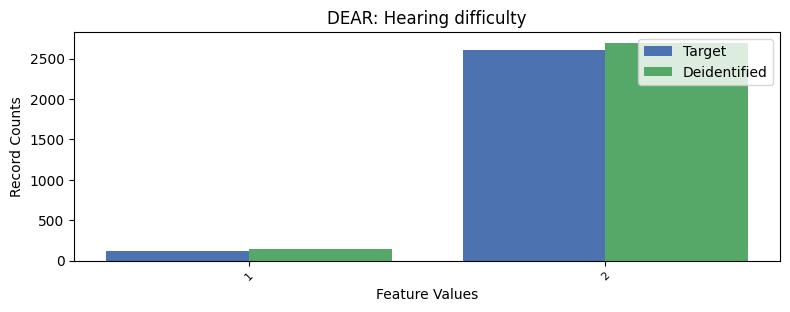 DEAR: Hearing difficulty
Target
Deidentified
Record Counts
2500
2000
1500
1000
500
0
1
2
Feature Values